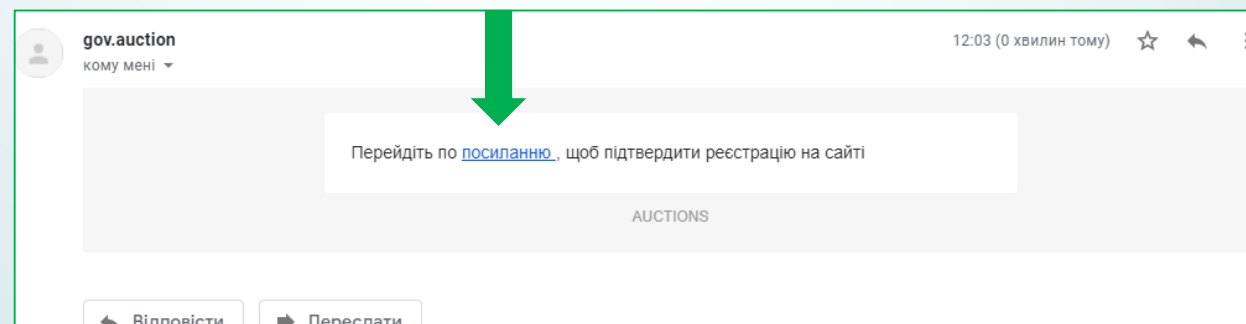 gov.auction
12:03 (0 хвилин тому)
кому мені
Перейдіть по посиланню , щоб підтвердити реєстрацію на сайті
AUCTIONS
Відповісти
Переслати